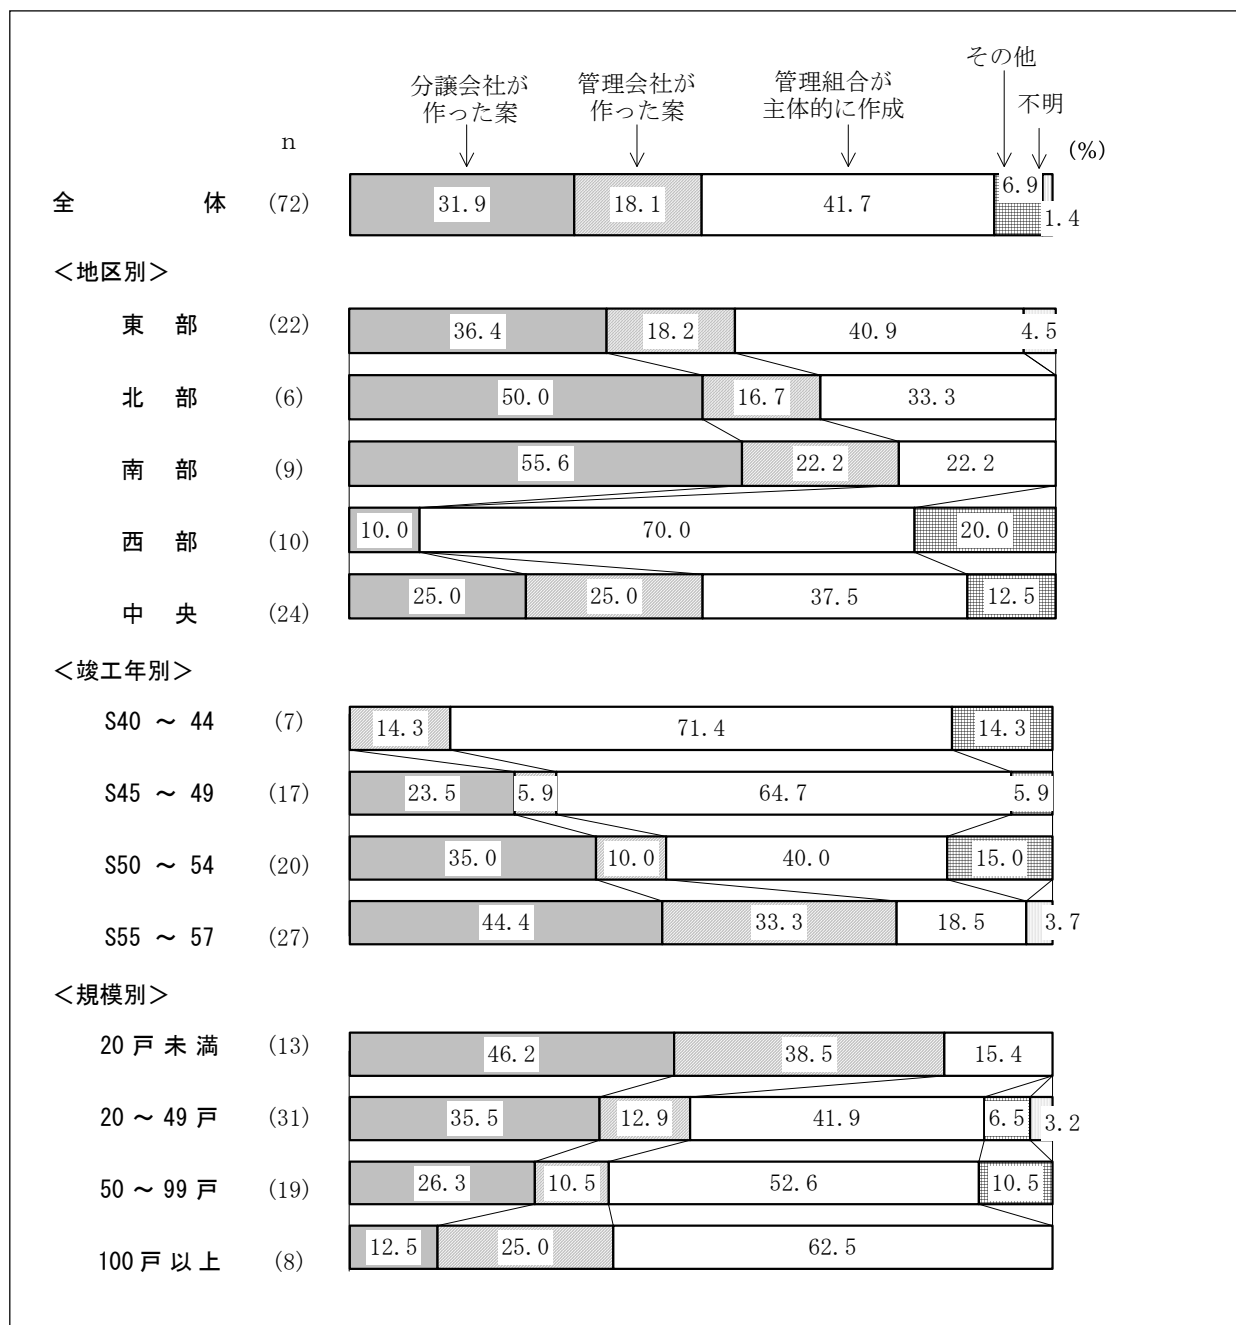 その他
分譲会社が 管理会社が 管理組合が
作った案 作った案 主体的に作成 不明
n (%)
全 体 (72) 31.9 18.1 41.7 6.9 1.4
＜地区別＞
東 部 (22) 36.4 18.2 40.9 4.5
北 部 (6) 50.0 16.7 33.3
南 部 (9) 55.6 22.2 22.2
西 部 (10) 10.0 70.0 20.0
中 央 (24) 25.0 25.0 37.5 12.5
＜竣工年別＞
S40 ～ 44 (7) 14.3 71.4 14.3
S45 ～ 49 (17) 23.5 5.9 64.7 5.9
S50 ～ 54 (20) 35.0 10.0 40.0 15.0
S55 ～ 57 (27) 44.4 33.3 18.5 3.7
＜規模別＞
20戸未満 (13) 46.2 38.5 15.4
20～49戸 (31) 35.5 12.9 41.9 6.5 3.2
50～99戸 (19) 26.3 10.5 52.6 10.5
100戸以上 (8) 12.5 25.0 62.5